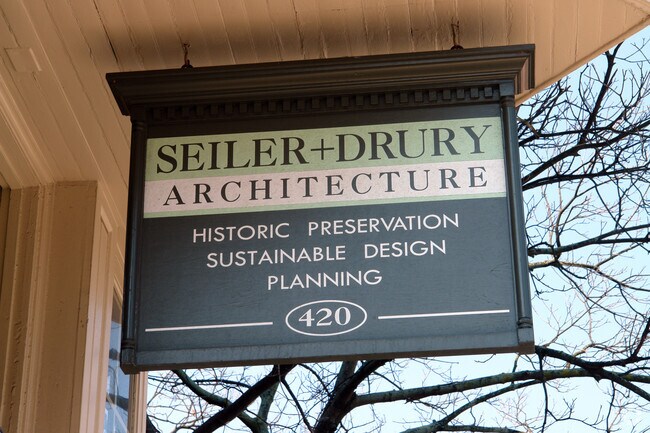 SEILER+DRURY
ARCHITECTURE
HISTORIC PRESERVATION
SUSTAINABLE DESIGN
PLANNING
420